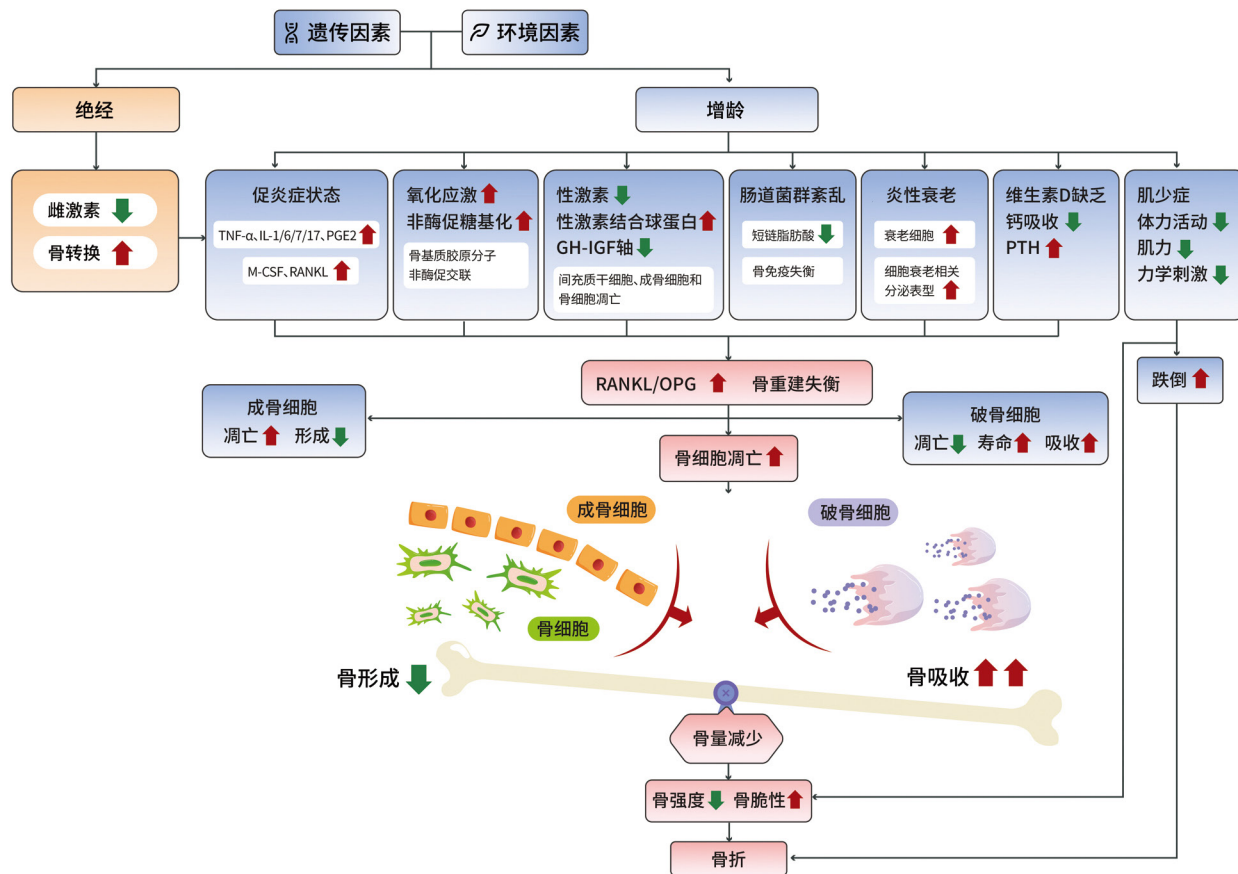 遗传因素
环境因素
绝经
增龄
雌激素
骨转换
促炎症状态
TNF-α、IL-1/6/7/17、PGE2
M-CSF、RANKL
氧化应激
非酶促糖基化
骨基质胶原分子
非酶促交联
性激素
性激素结合球蛋白
GH-IGF轴
间充质干细胞、成骨细胞和
骨细胞凋亡
肠道菌群紊乱
短链脂肪酸
骨免疫失衡
炎性衰老
衰老细胞
细胞衰老相关
分泌表型
维生素D缺乏
钙吸收
PTH
肌少症
体力活动
肌力
力学刺激
RANKL/OPG 骨重建失衡
跌倒
成骨细胞
凋亡 形成
破骨细胞
凋亡 寿命 吸收
骨细胞凋亡
成骨细胞
破骨细胞
骨细胞
骨形成
骨吸收
骨量减少
骨强度 骨脆性
骨折